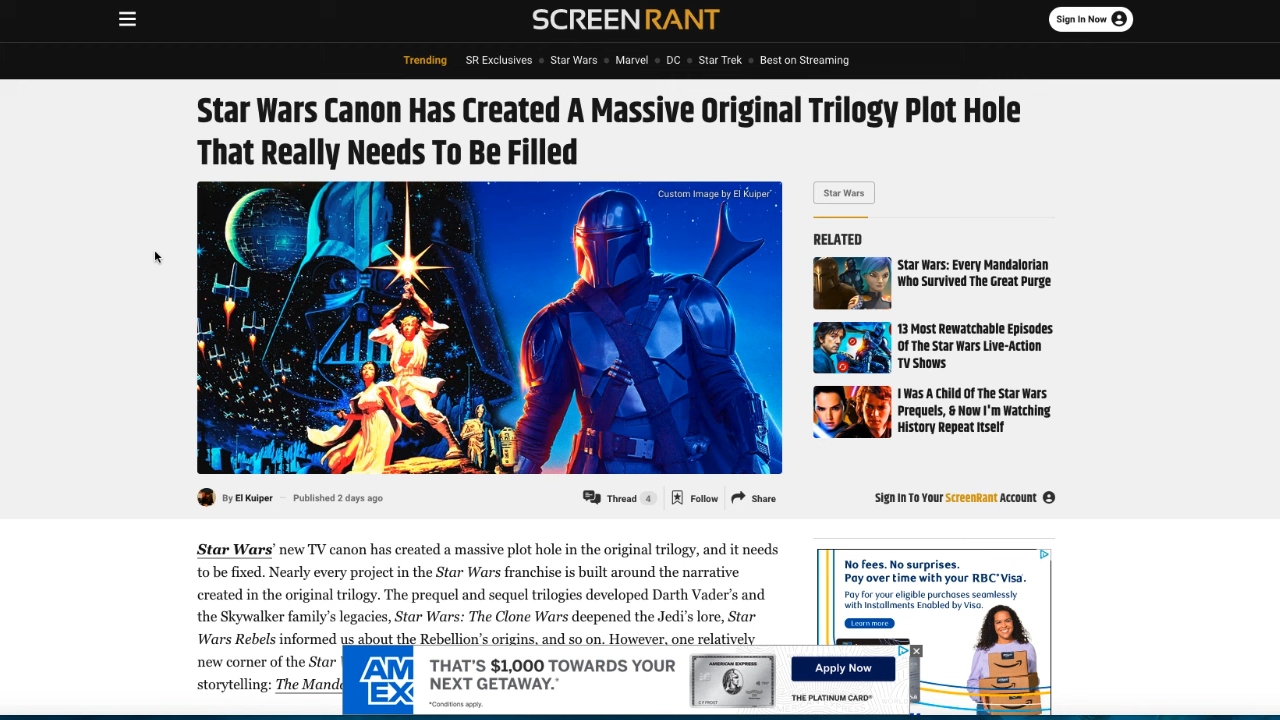 SCREENRANT
Sign In Now
Trending SR Exclusives Star Wars Marvel DC Star Trek Best on Streaming
Star Wars Canon Has Created A Massive Original Trilogy Plot Hole
That Really Needs To Be Filled
Custom Image by El Kuiper
Star Wars
RELATED
Star Wars: Every Mandalorian
Who Survived The Great Purge
13 Most Rewatchable Episodes
Of The Star Wars Live-Action
TV Shows
I Was A Child Of The Star Wars
Prequels, & Now I'm Watching
History Repeat Itself
By El Kuiper — Published 2 days ago
Thread 4 Follow Share
Sign In To Your ScreenRant Account
Star Wars' new TV canon has created a massive plot hole in the original trilogy, and it needs
to be fixed. Nearly every project in the Star Wars franchise is built around the narrative
created in the original trilogy. The prequel and sequel trilogies developed Darth Vader's and
the Skywalker family's legacies, Star Wars: The Clone Wars deepened the Jedi's lore, Star
Wars Rebels informed us about the Rebellion's origins, and so on. However, one relatively
new corner of the Star
storytelling: The
No fees. No surprises.
Pay over time with your RBC® Visa.
Pay for your eligible purchases seamlessly
with Installments Enabled by Visa.
Learn more
AM
EX
THAT'S $1,000 TOWARDS YOUR
NEXT GETAWAY.*
*Conditions apply.
AMERICAN EXPRESS
Apply Now
THE PLATINUM CARD®